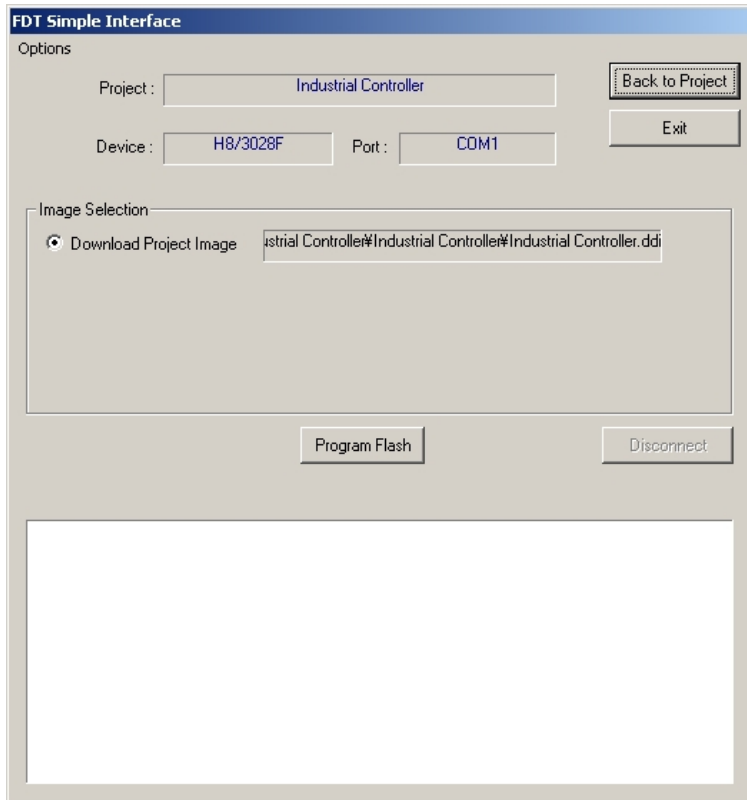 FDT Simple Interface
Options
Project : Industrial Controller Back to Project
Device : H8/3028F Port : COM1 Exit
Image Selection
Download Project Image ustrial Controller¥Industrial Controller¥Industrial Controller.ddi
Program Flash Disconnect